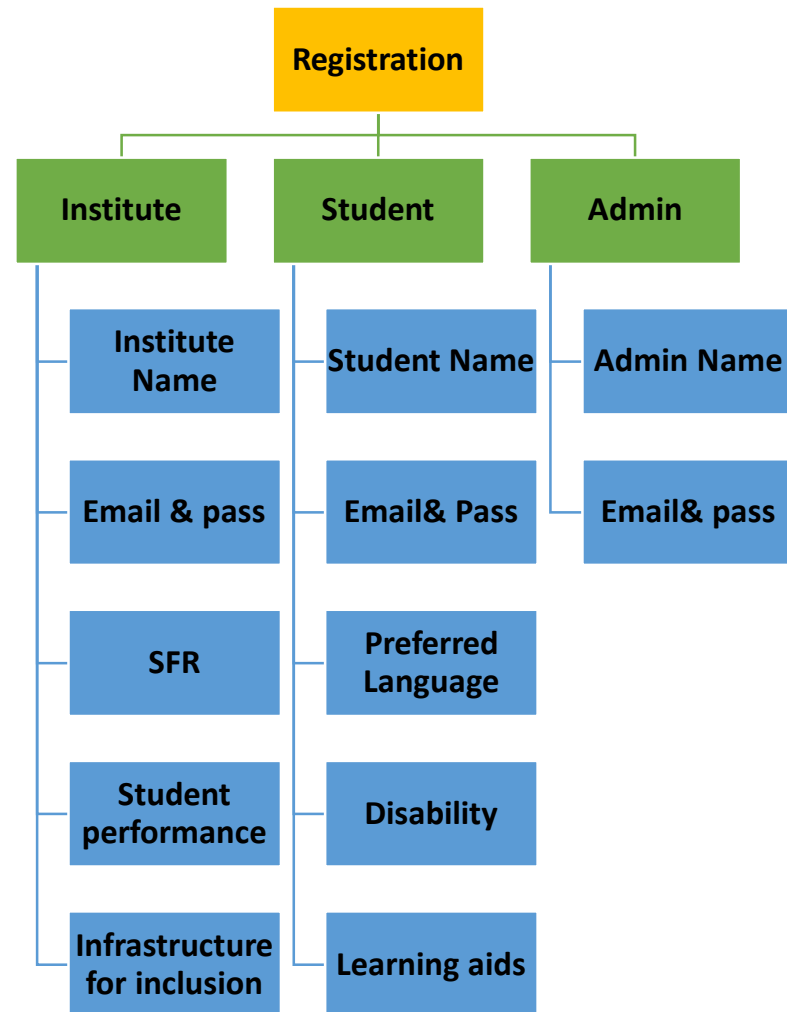 Registration
Institute
Student
Admin
Institute
Name
Student Name
Admin Name
Email & pass
Email& Pass
Email& pass
SFR
Preferred
Language
Student
performance
Disability
Infrastructure
for inclusion
Learning aids